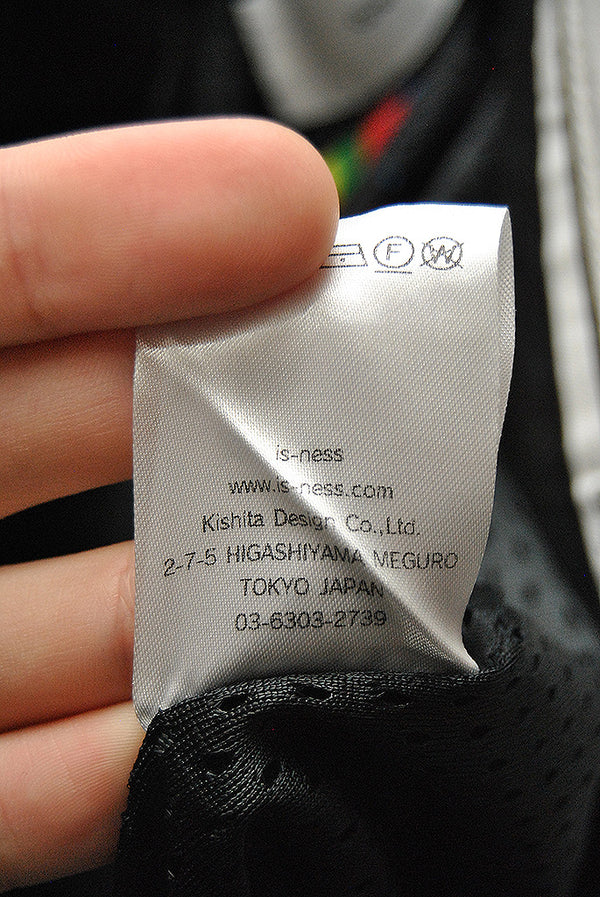 F W
is-ness
www.is-ness.com
Kishita Design Co.,Ltd.
2-7-5 HIGASHIYAMA MEGURO
TOKYO JAPAN
03-6303-2739